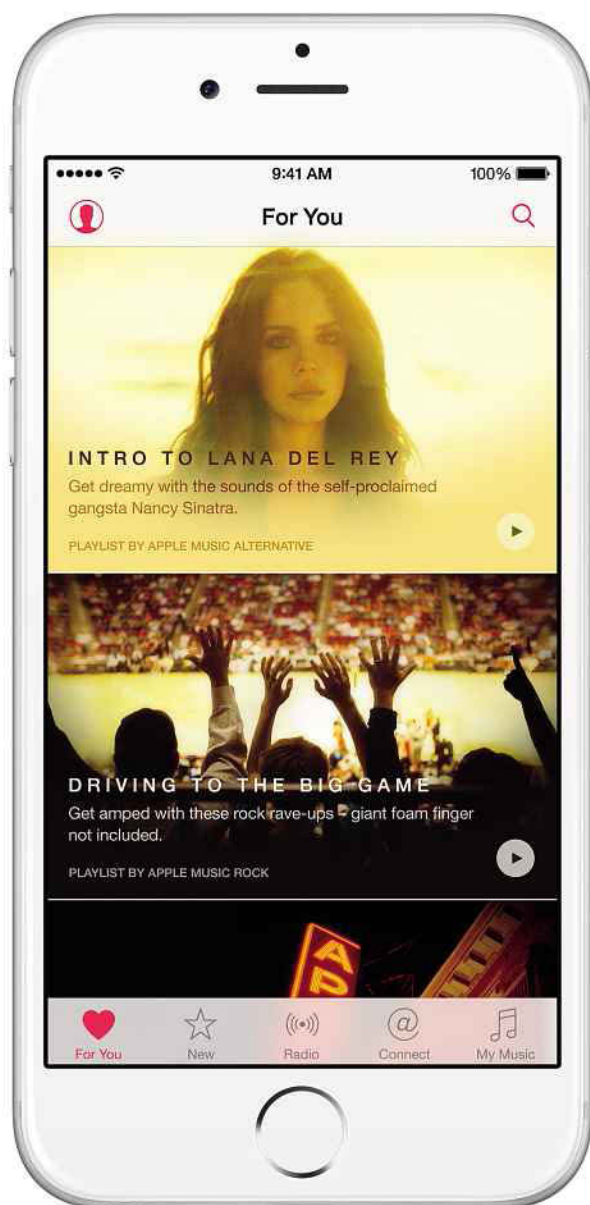 9:41 AM
100%
For You
INTRO TO LANA DEL REY
Get dreamy with the sounds of the self-proclaimed
gangsta Nancy Sinatra.
PLAYLIST BY APPLE MUSIC ALTERNATIVE
DRIVING TO THE BIG GAME
Get amped with these rock rave-ups – giant foam finger
not included.
PLAYLIST BY APPLE MUSIC ROCK
AP
For You
New
Radio
Connect
My Music